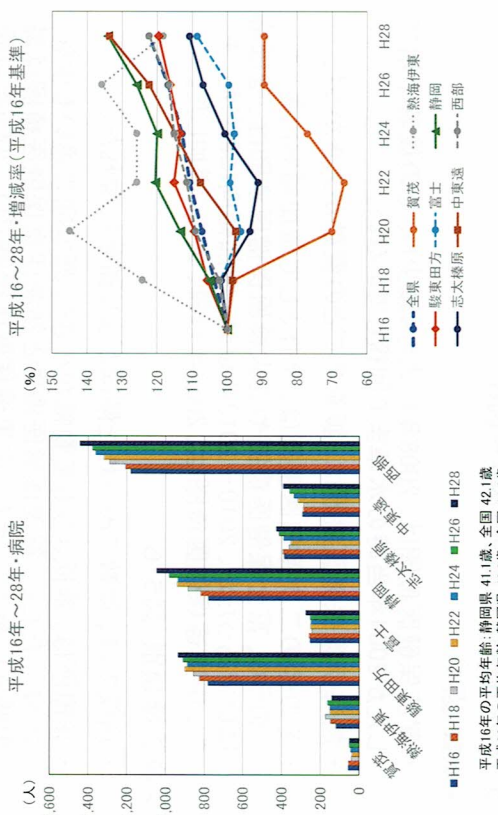 平成16年～28年・病院
(人)
,600
,400
,200
,000
800
600
400
200
0
賀茂
熱海伊東
駿東田方
富士
静岡
志太榛原
中東遠
西部
H16 H18 H20 H22 H24 H26 H28
平成16年の平均年齢:静岡県 41.1歳、全国 42.1歳
平成16～28年・増減率(平成16年基準)
(%)
150
140
130
120
110
100
90
80
70
60
H16 H18 H20 H22 H24 H26 H28
全県 賀茂 熱海伊東
駿東田方 富士 静岡
志太榛原 中東遠 西部